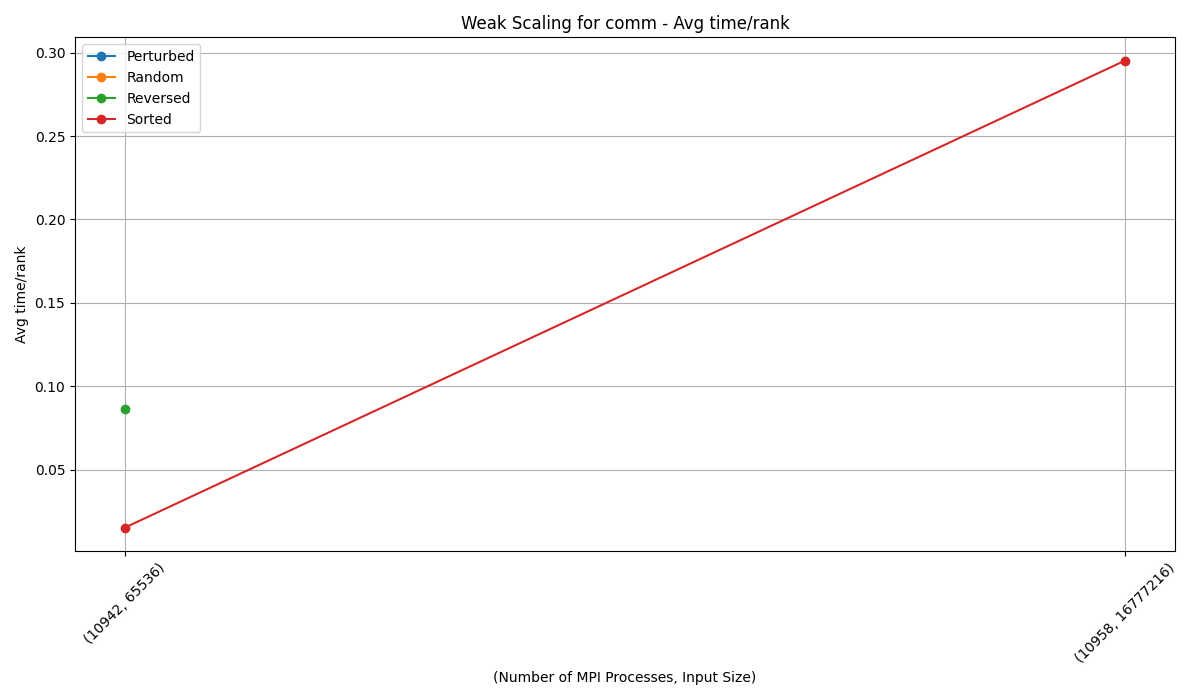 Weak Scaling for comm - Avg time/rank
Perturbed
Random
Reversed
Sorted
0.30
0.25
0.20
0.15
0.10
0.05
Avg time/rank
(10942, 65536)
(10958, 16777216)
(Number of MPI Processes, Input Size)